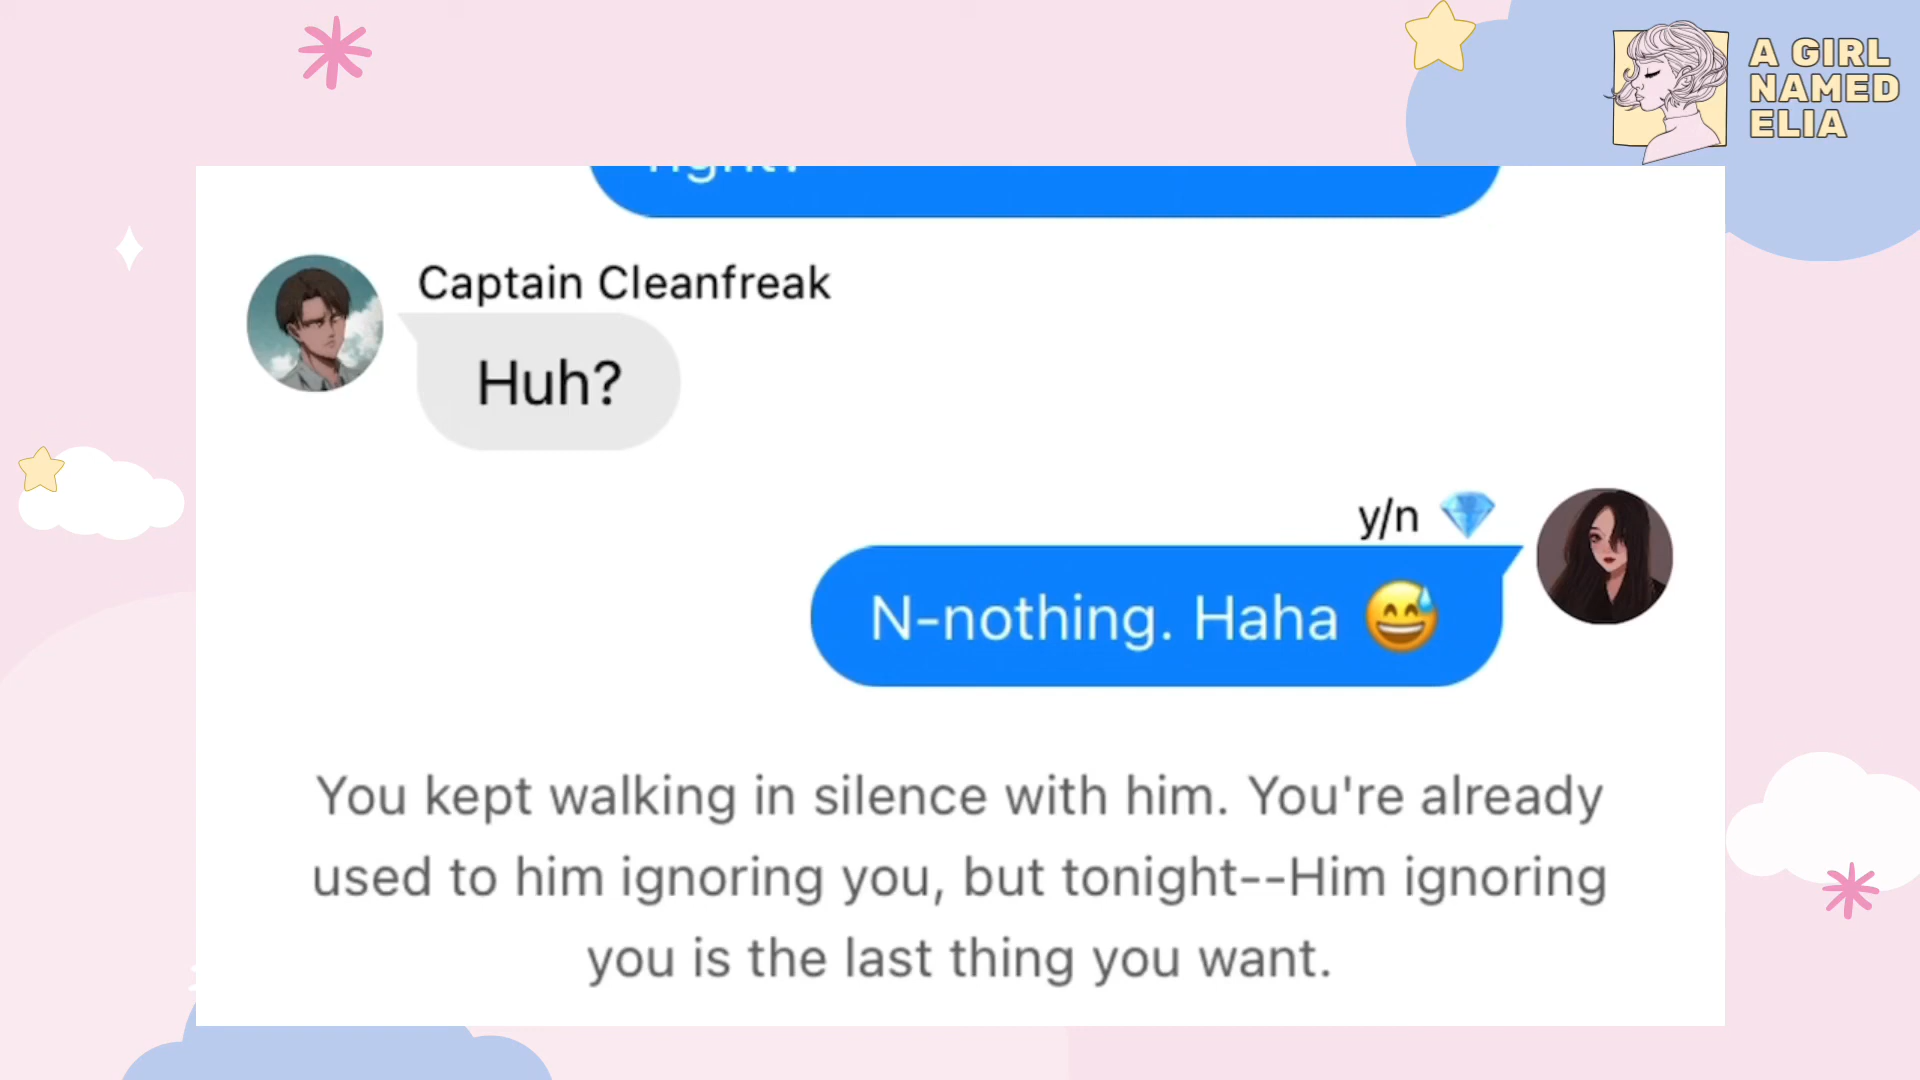 A GIRL
NAMED
ELIA
Captain Cleanfreak
Huh?
y/n 💎
N-nothing. Haha 😅
You kept walking in silence with him. You're already
used to him ignoring you, but tonight--Him ignoring
you is the last thing you want.